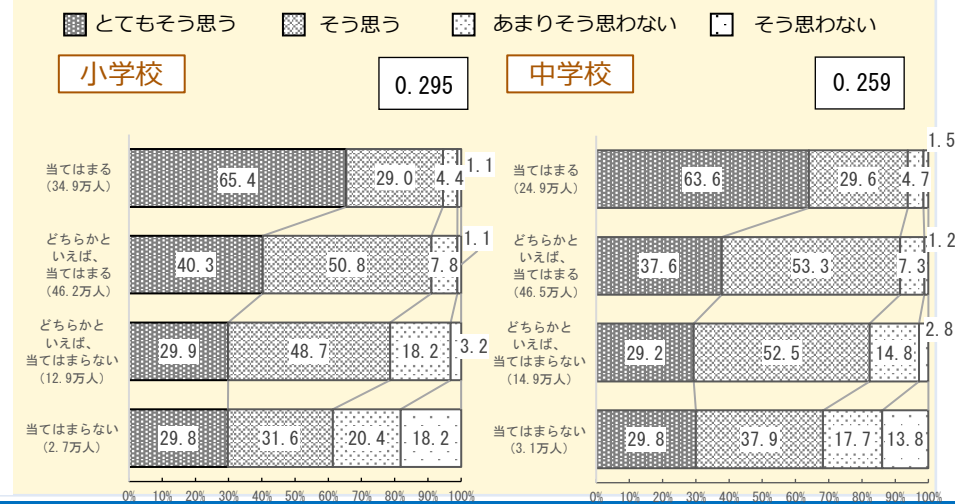 とてもそう思う そう思う あまりそう思わない そう思わない
小学校 0.295
当てはまる
(34.9万人)
65.4 29.0 4.4 1.1
どちらかと
いえば、
当てはまる
(46.2万人)
40.3 50.8 7.8 1.1
どちらかと
いえば、
当てはまらない
(12.9万人)
29.9 48.7 18.2 3.2
当てはまらない
(2.7万人)
29.8 31.6 20.4 18.2
0% 10% 20% 30% 40% 50% 60% 70% 80% 90% 100%
中学校 0.259
当てはまる
(24.9万人)
63.6 29.6 4.7 1.5
どちらかと
いえば、
当てはまる
(46.5万人)
37.6 53.3 7.3 1.2
どちらかと
いえば、
当てはまらない
(14.9万人)
29.2 52.5 14.8 2.8
当てはまらない
(3.1万人)
29.8 37.9 17.7 13.8
0% 10% 20% 30% 40% 50% 60% 70% 80% 90% 100%